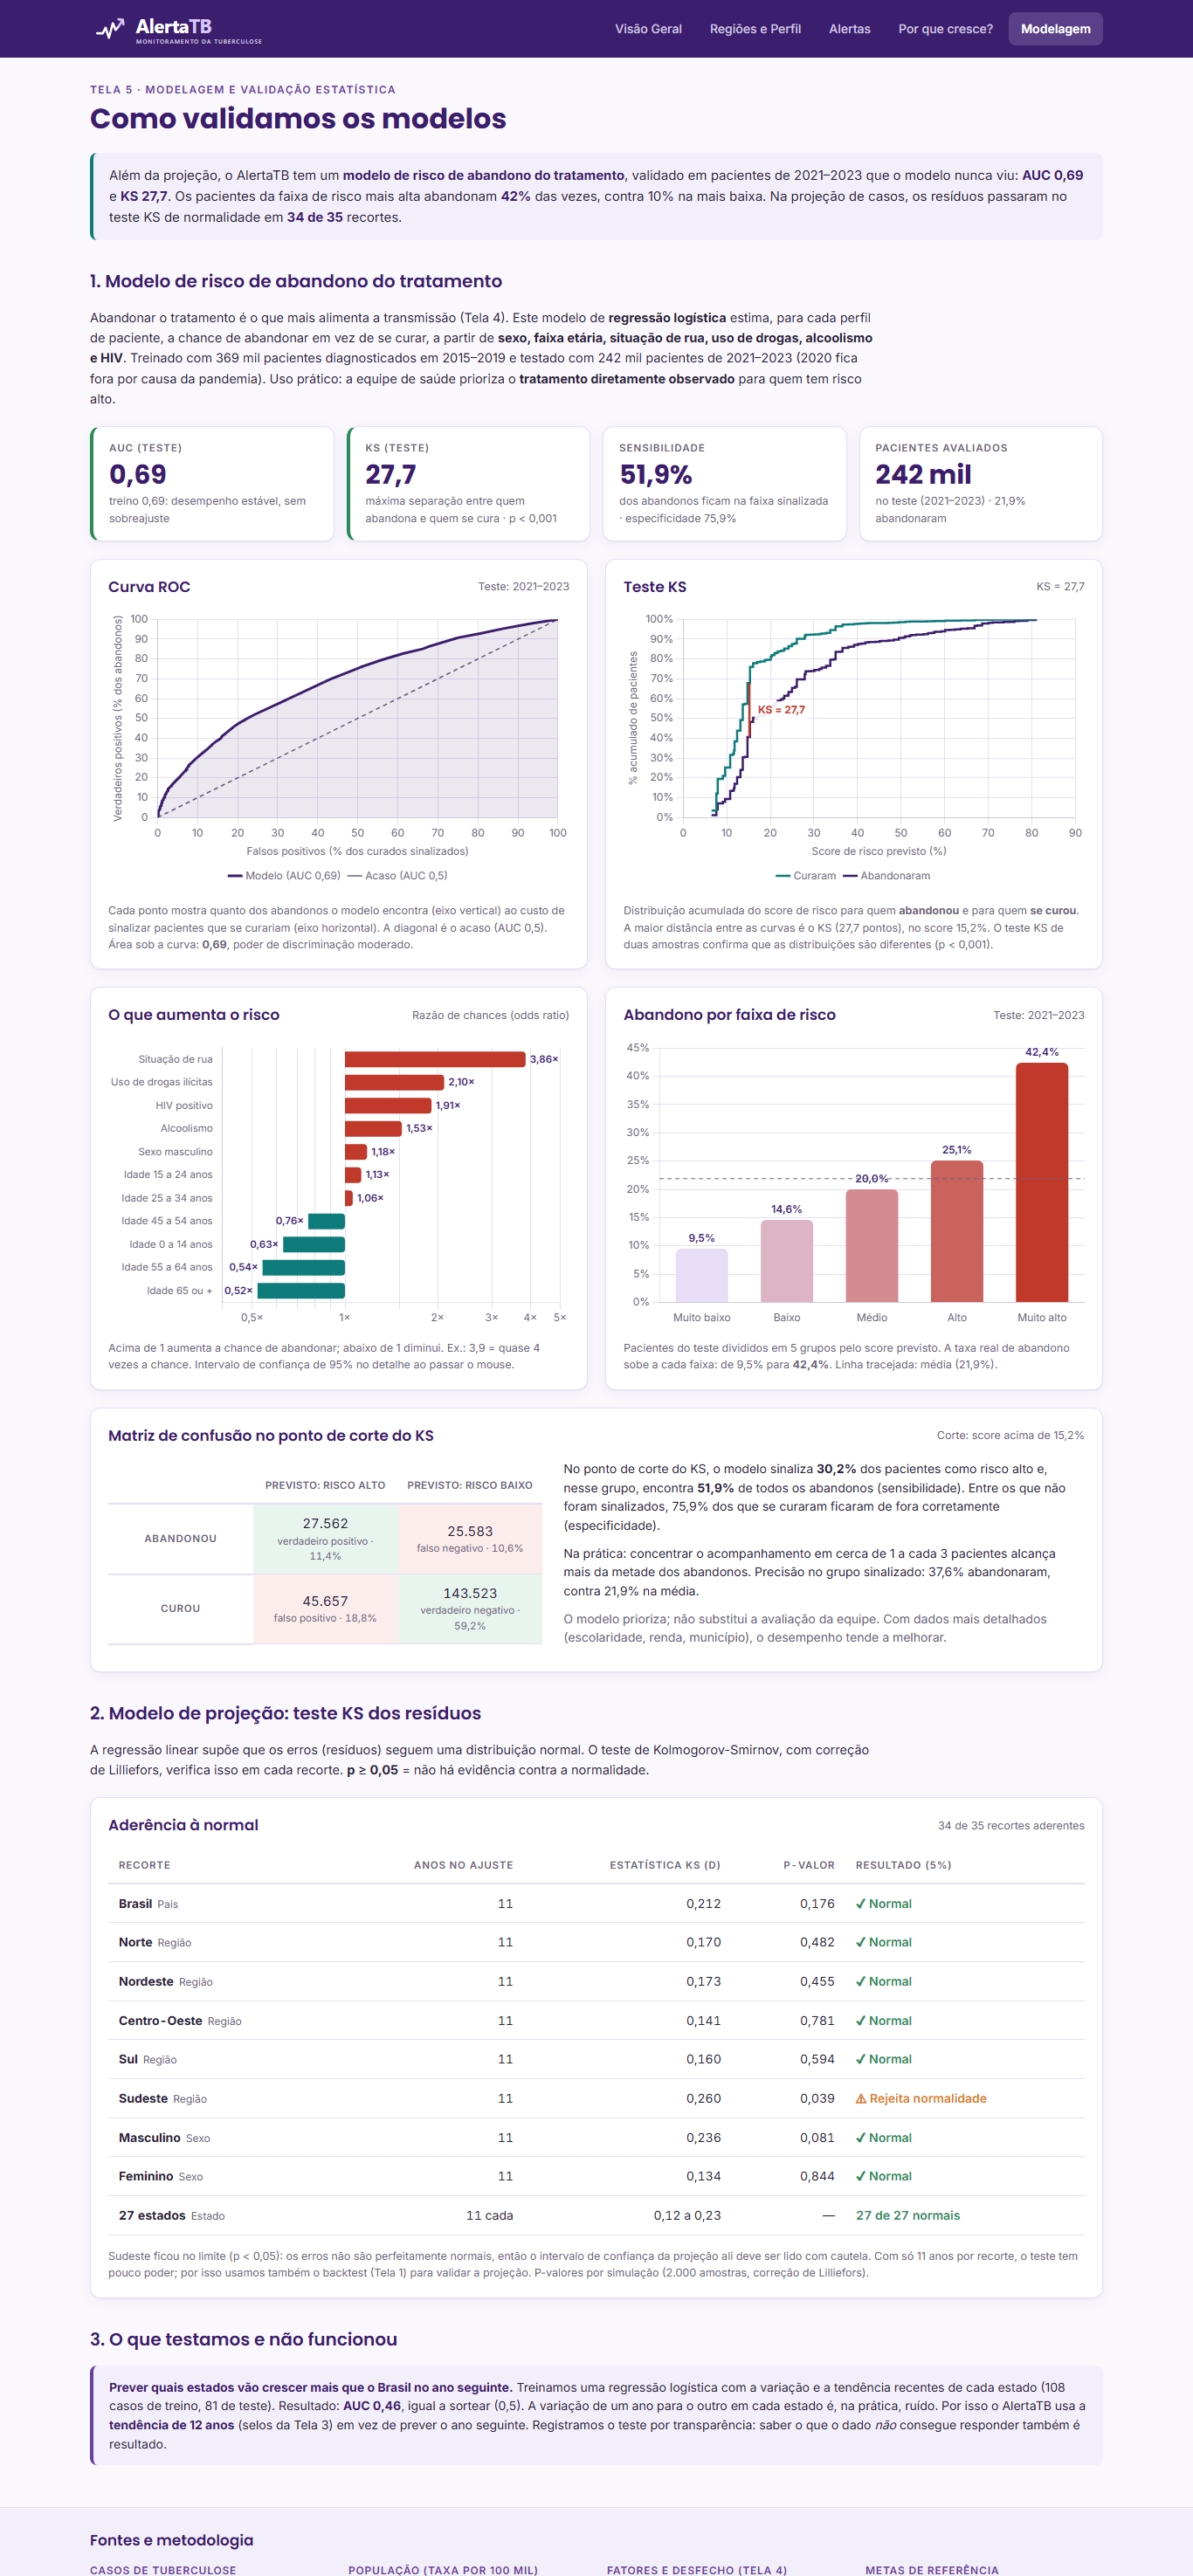 AlertaTB
MONITORAMENTO DA TUBERCULOSE
Visão Geral
Regiões e Perfil
Alertas
Por que cresce?
Modelagem
TELA 5 · MODELAGEM E VALIDAÇÃO ESTATÍSTICA
Como validamos os modelos
Além da projeção, o AlertaTB tem um modelo de risco de abandono do tratamento, validado em pacientes de 2021–2023 que o modelo nunca viu: AUC 0,69
e KS 27,7. Os pacientes da faixa de risco mais alta abandonam 42% das vezes, contra 10% na mais baixa. Na projeção de casos, os resíduos passaram no
teste KS de normalidade em 34 de 35 recortes.
1. Modelo de risco de abandono do tratamento
Abandonar o tratamento é o que mais alimenta a transmissão (Tela 4). Este modelo de regressão logística estima, para cada perfil
de paciente, a chance de abandonar em vez de se curar, a partir de sexo, faixa etária, situação de rua, uso de drogas, alcoolismo
e HIV. Treinado com 369 mil pacientes diagnosticados em 2015–2019 e testado com 242 mil pacientes de 2021–2023 (2020 fica
fora por causa da pandemia). Uso prático: a equipe de saúde prioriza o tratamento diretamente observado para quem tem risco
alto.
AUC (TESTE)
0,69
treino 0,69: desempenho estável, sem
sobreajuste
KS (TESTE)
27,7
máxima separação entre quem
abandona e quem se cura · p < 0,001
SENSIBILIDADE
51,9%
dos abandonos ficam na faixa sinalizada
· especificidade 75,9%
PACIENTES AVALIADOS
242 mil
no teste (2021–2023) · 21,9%
abandonaram
Curva ROC
Teste: 2021–2023
Verdadeiros positivos (% dos abandonos)
100
90
80
70
60
50
40
30
20
10
0
0 10 20 30 40 50 60 70 80 90 100
Falsos positivos (% dos curados sinalizados)
Modelo (AUC 0,69) Acaso (AUC 0,5)
Cada ponto mostra quanto dos abandonos o modelo encontra (eixo vertical) ao custo de
sinalizar pacientes que se curariam (eixo horizontal). A diagonal é o acaso (AUC 0,5).
Área sob a curva: 0,69, poder de discriminação moderado.
Teste KS
KS = 27,7
% acumulado de pacientes
100%
90%
80%
70%
60%
50%
40%
30%
20%
10%
0%
KS = 27,7
0 10 20 30 40 50 60 70 80 90
Score de risco previsto (%)
Curaram Abandonaram
Distribuição acumulada do score de risco para quem abandonou e para quem se curou.
A maior distância entre as curvas é o KS (27,7 pontos), no score 15,2%. O teste KS de
duas amostras confirma que as distribuições são diferentes (p < 0,001).
O que aumenta o risco
Razão de chances (odds ratio)
Situação de rua 3,86×
Uso de drogas ilícitas 2,10×
HIV positivo 1,91×
Alcoolismo 1,53×
Sexo masculino 1,18×
Idade 15 a 24 anos 1,13×
Idade 25 a 34 anos 1,06×
Idade 45 a 54 anos 0,76×
Idade 0 a 14 anos 0,63×
Idade 55 a 64 anos 0,54×
Idade 65 ou + 0,52×
0,5× 1× 2× 3× 4× 5×
Acima de 1 aumenta a chance de abandonar; abaixo de 1 diminui. Ex.: 3,9 = quase 4
vezes a chance. Intervalo de confiança de 95% no detalhe ao passar o mouse.
Abandono por faixa de risco
Teste: 2021–2023
45%
40%
35%
30%
25%
20%
15%
10%
5%
0%
9,5%
14,6%
20,0%
25,1%
42,4%
Muito baixo Baixo Médio Alto Muito alto
Pacientes do teste divididos em 5 grupos pelo score previsto. A taxa real de abandono
sobe a cada faixa: de 9,5% para 42,4%. Linha tracejada: média (21,9%).
Matriz de confusão no ponto de corte do KS
Corte: score acima de 15,2%
PREVISTO: RISCO ALTO PREVISTO: RISCO BAIXO
ABANDONOU
27.562
verdadeiro positivo ·
11,4%
25.583
falso negativo · 10,6%
CUROU
45.657
falso positivo · 18,8%
143.523
verdadeiro negativo ·
59,2%
No ponto de corte do KS, o modelo sinaliza 30,2% dos pacientes como risco alto e,
nesse grupo, encontra 51,9% de todos os abandonos (sensibilidade). Entre os que não
foram sinalizados, 75,9% dos que se curaram ficaram de fora corretamente
(especificidade).
Na prática: concentrar o acompanhamento em cerca de 1 a cada 3 pacientes alcança
mais da metade dos abandonos. Precisão no grupo sinalizado: 37,6% abandonaram,
contra 21,9% na média.
O modelo prioriza; não substitui a avaliação da equipe. Com dados mais detalhados
(escolaridade, renda, município), o desempenho tende a melhorar.
2. Modelo de projeção: teste KS dos resíduos
A regressão linear supõe que os erros (resíduos) seguem uma distribuição normal. O teste de Kolmogorov-Smirnov, com correção
de Lilliefors, verifica isso em cada recorte. p ≥ 0,05 = não há evidência contra a normalidade.
Aderência à normal
34 de 35 recortes aderentes
RECORTE ANOS NO AJUSTE ESTATÍSTICA KS (D) P-VALOR RESULTADO (5%)
Brasil País 11 0,212 0,176 ✓ Normal
Norte Região 11 0,170 0,482 ✓ Normal
Nordeste Região 11 0,173 0,455 ✓ Normal
Centro-Oeste Região 11 0,141 0,781 ✓ Normal
Sul Região 11 0,160 0,594 ✓ Normal
Sudeste Região 11 0,260 0,039 ⚠ Rejeita normalidade
Masculino Sexo 11 0,236 0,081 ✓ Normal
Feminino Sexo 11 0,134 0,844 ✓ Normal
27 estados Estado 11 cada 0,12 a 0,23 — 27 de 27 normais
Sudeste ficou no limite (p < 0,05): os erros não são perfeitamente normais, então o intervalo de confiança da projeção ali deve ser lido com cautela. Com só 11 anos por recorte, o teste tem
pouco poder; por isso usamos também o backtest (Tela 1) para validar a projeção. P-valores por simulação (2.000 amostras, correção de Lilliefors).
3. O que testamos e não funcionou
Prever quais estados vão crescer mais que o Brasil no ano seguinte. Treinamos uma regressão logística com a variação e a tendência recentes de cada estado (108
casos de treino, 81 de teste). Resultado: AUC 0,46, igual a sortear (0,5). A variação de um ano para o outro em cada estado é, na prática, ruído. Por isso o AlertaTB usa a
tendência de 12 anos (selos da Tela 3) em vez de prever o ano seguinte. Registramos o teste por transparência: saber o que o dado não consegue responder também é
resultado.
Fontes e metodologia
CASOS DE TUBERCULOSE
POPULAÇÃO (TAXA POR 100 MIL)
FATORES E DESFECHO (TELA 4)
METAS DE REFERÊNCIA